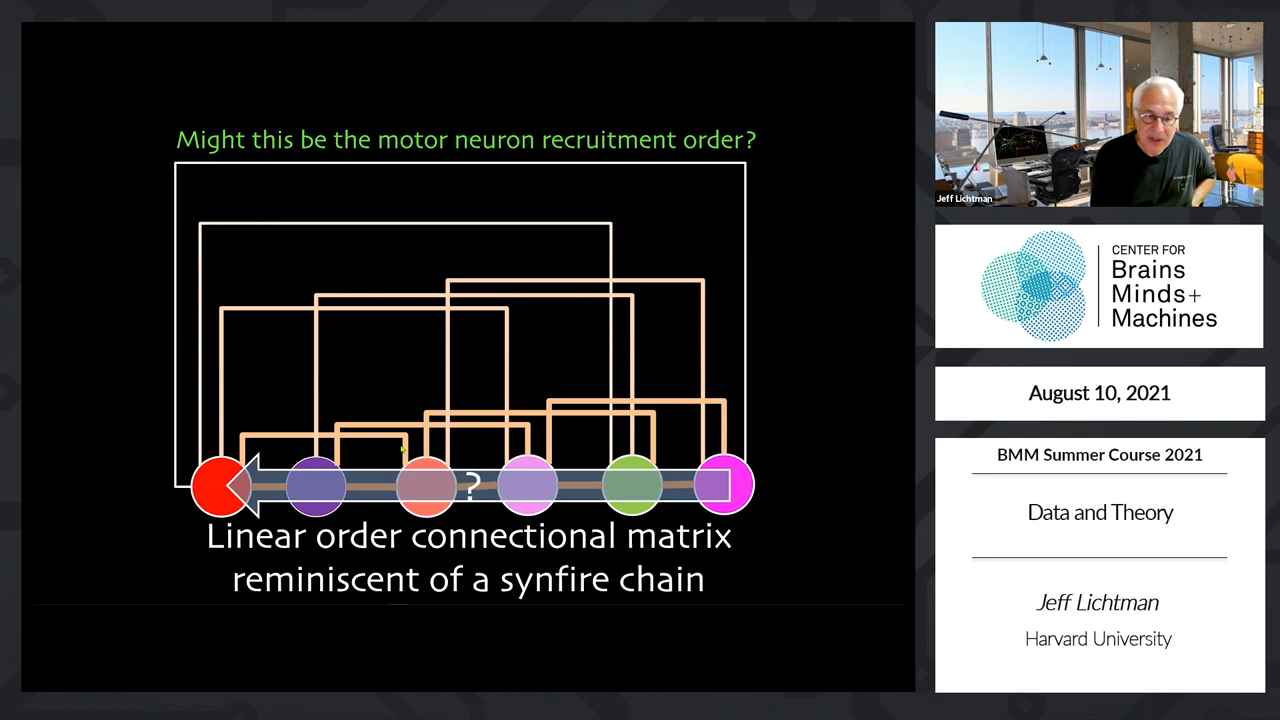 Might this be the motor neuron recruitment order?
?
Linear order connectional matrix
reminiscent of a synfire chain
Jeff Lichtman
CENTER FOR
Brains
Minds+
Machines
August 10, 2021
BMM Summer Course 2021
Data and Theory
Jeff Lichtman
Harvard University